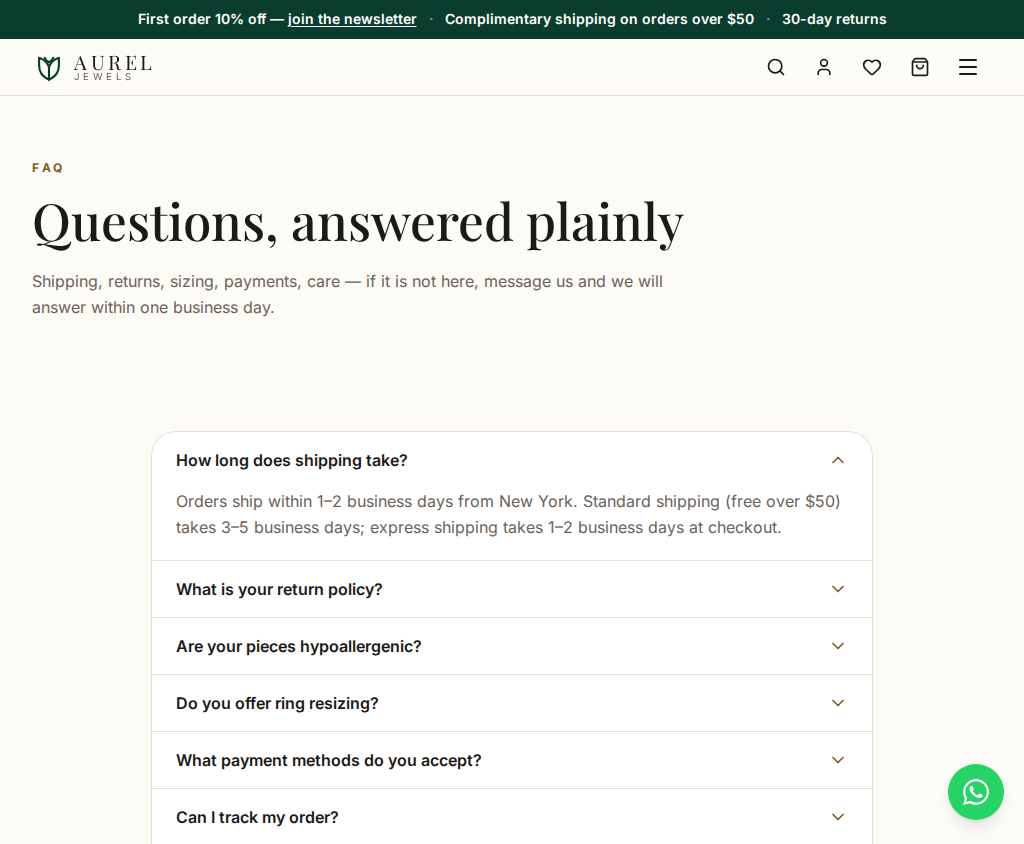 First order 10% off — join the newsletter · Complimentary shipping on orders over $50 · 30-day returns
AUREL
JEWELS
FAQ
Questions, answered plainly
Shipping, returns, sizing, payments, care — if it is not here, message us and we will
answer within one business day.
How long does shipping take?
Orders ship within 1–2 business days from New York. Standard shipping (free over $50)
takes 3–5 business days; express shipping takes 1–2 business days at checkout.
What is your return policy?
Are your pieces hypoallergenic?
Do you offer ring resizing?
What payment methods do you accept?
Can I track my order?